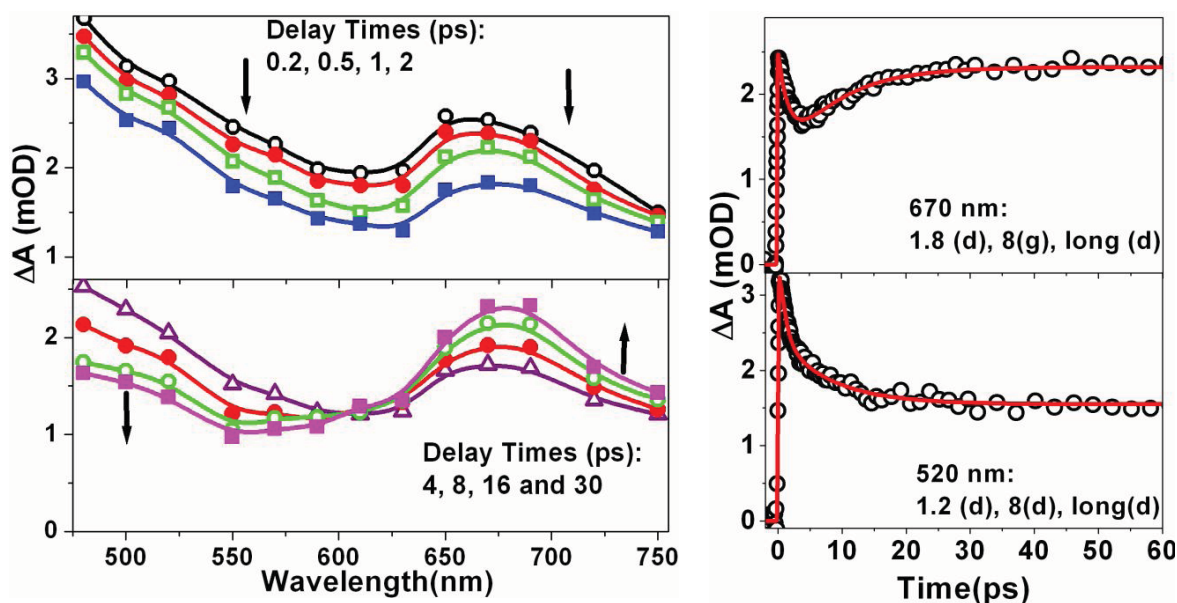 Delay Times (ps):
0.2, 0.5, 1, 2
3
2
1
ΔA (mOD)
2
1
0
Delay Times (ps):
4, 8, 16 and 30
500
550
600
650
700
750
Wavelength(nm)
2
1
0
670 nm:
1.8 (d), 8(g), long (d)
ΔA (mOD)
3
2
1
0
520 nm:
1.2 (d), 8(d), long(d)
0
10
20
30
40
50
60
Time(ps)